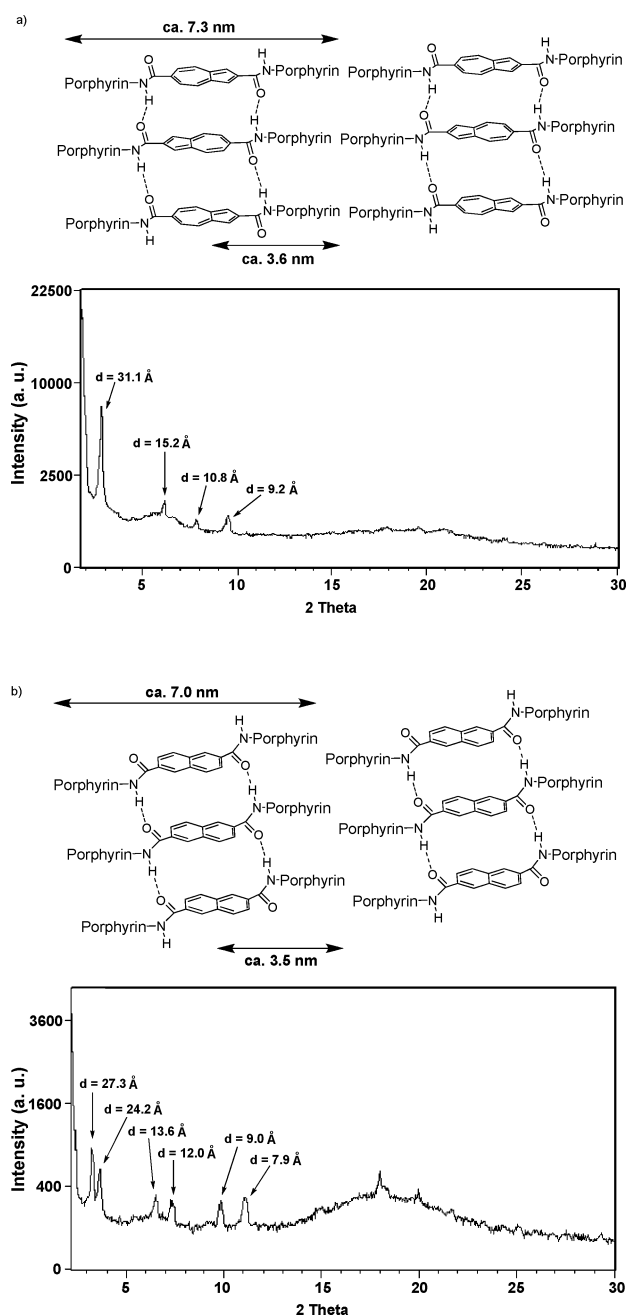 a)
ca. 7.3 nm
O H O H
N-Porphyrin
Porphyrin-N O
H H
O H O H
N-Porphyrin
Porphyrin-N O
H H
O H O H
N-Porphyrin
Porphyrin-N O
H H
O H O H
N-Porphyrin N-Porphyrin
Porphyrin-N O Porphyrin-N O
H H
ca. 3.6 nm
22500
10000
2500
0
Intensity (a. u.)
d = 31.1 Å
d = 15.2 Å
d = 10.8 Å
d = 9.2 Å
5 10 15 20 25 30
2 Theta
b)
ca. 7.0 nm
H H
N-Porphyrin N-Porphyrin
O O O O
Porphyrin-N H Porphyrin-N H
H N-Porphyrin H N-Porphyrin
O O O O
Porphyrin-N H Porphyrin-N H
H N-Porphyrin H N-Porphyrin
O O O O
Porphyrin-N Porphyrin-N
H H
ca. 3.5 nm
3600
1600
400
0
Intensity (a. u.)
d = 27.3 Å
d = 24.2 Å
d = 13.6 Å
d = 12.0 Å
d = 9.0 Å
d = 7.9 Å
5 10 15 20 25 30
2 Theta